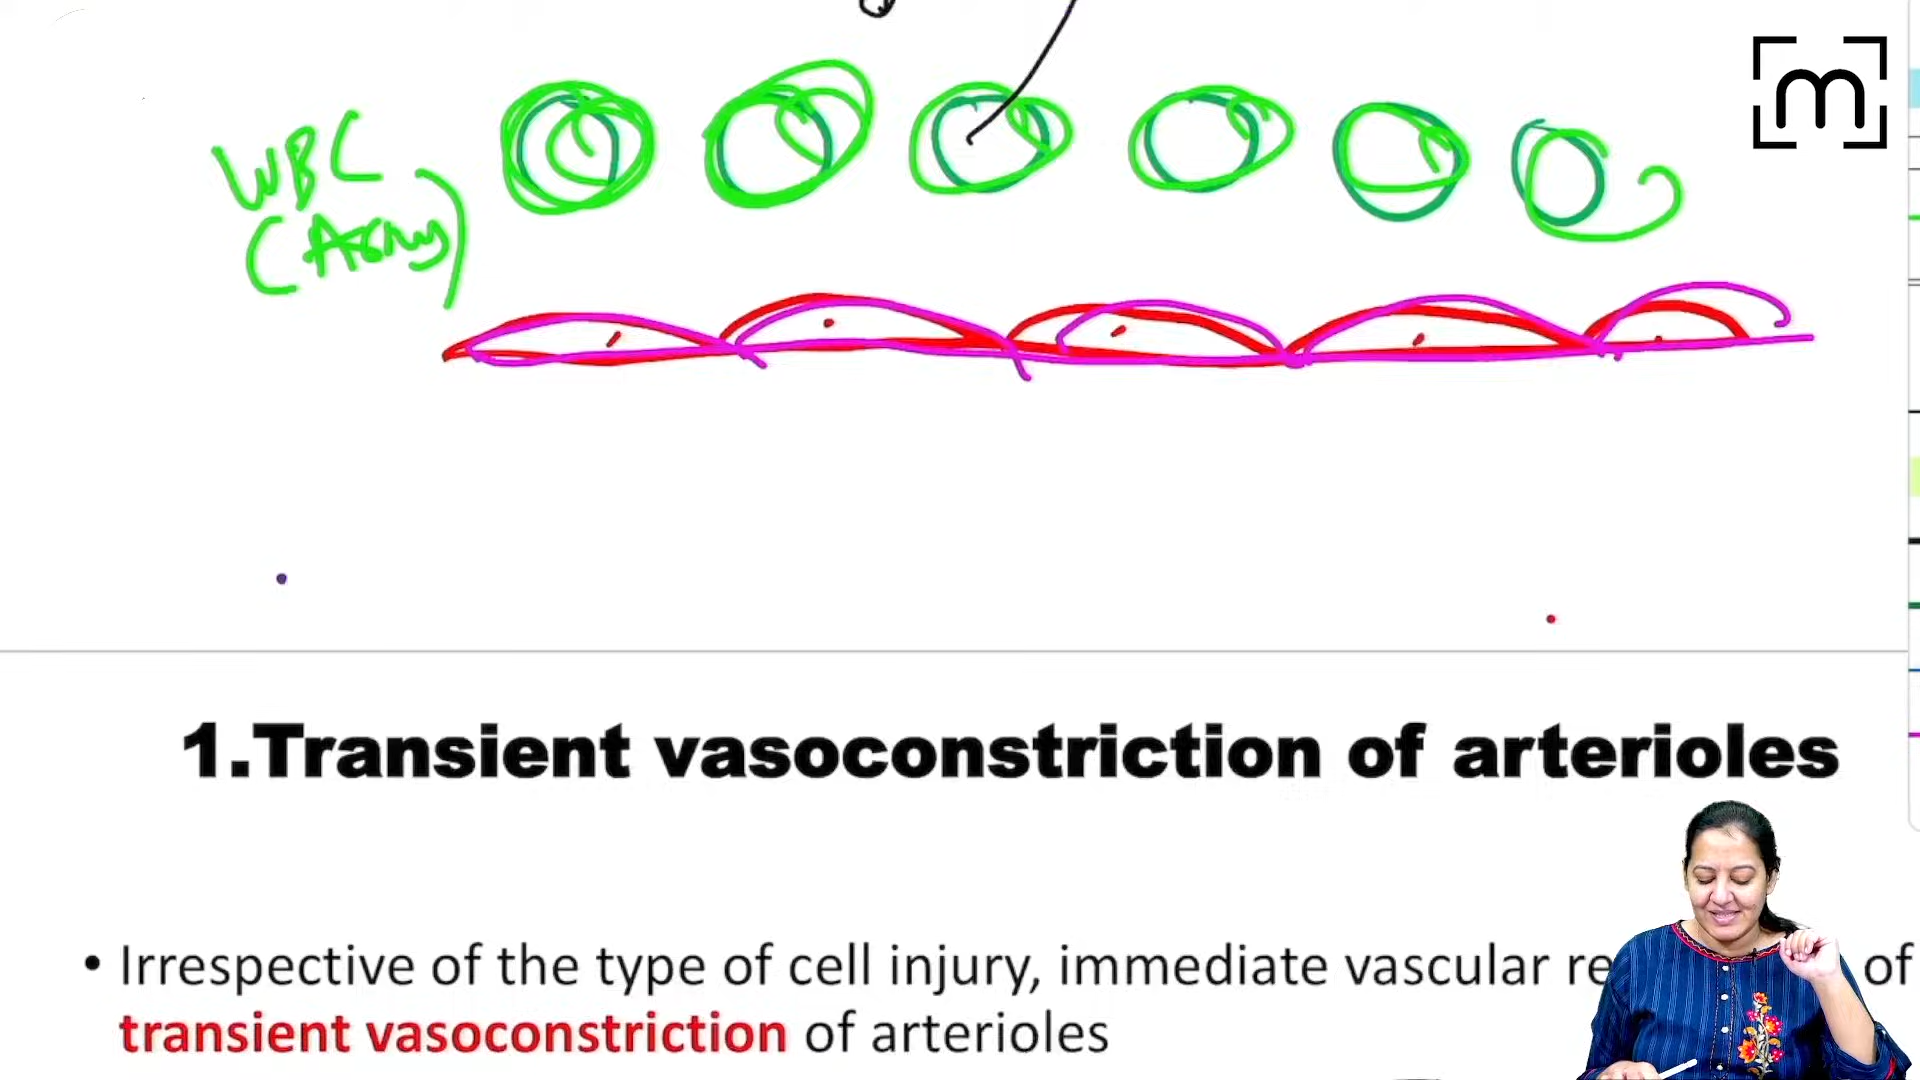 m
WBC
(Army)
1.Transient vasoconstriction of arterioles
• Irrespective of the type of cell injury, immediate vascular re of
transient vasoconstriction of arterioles